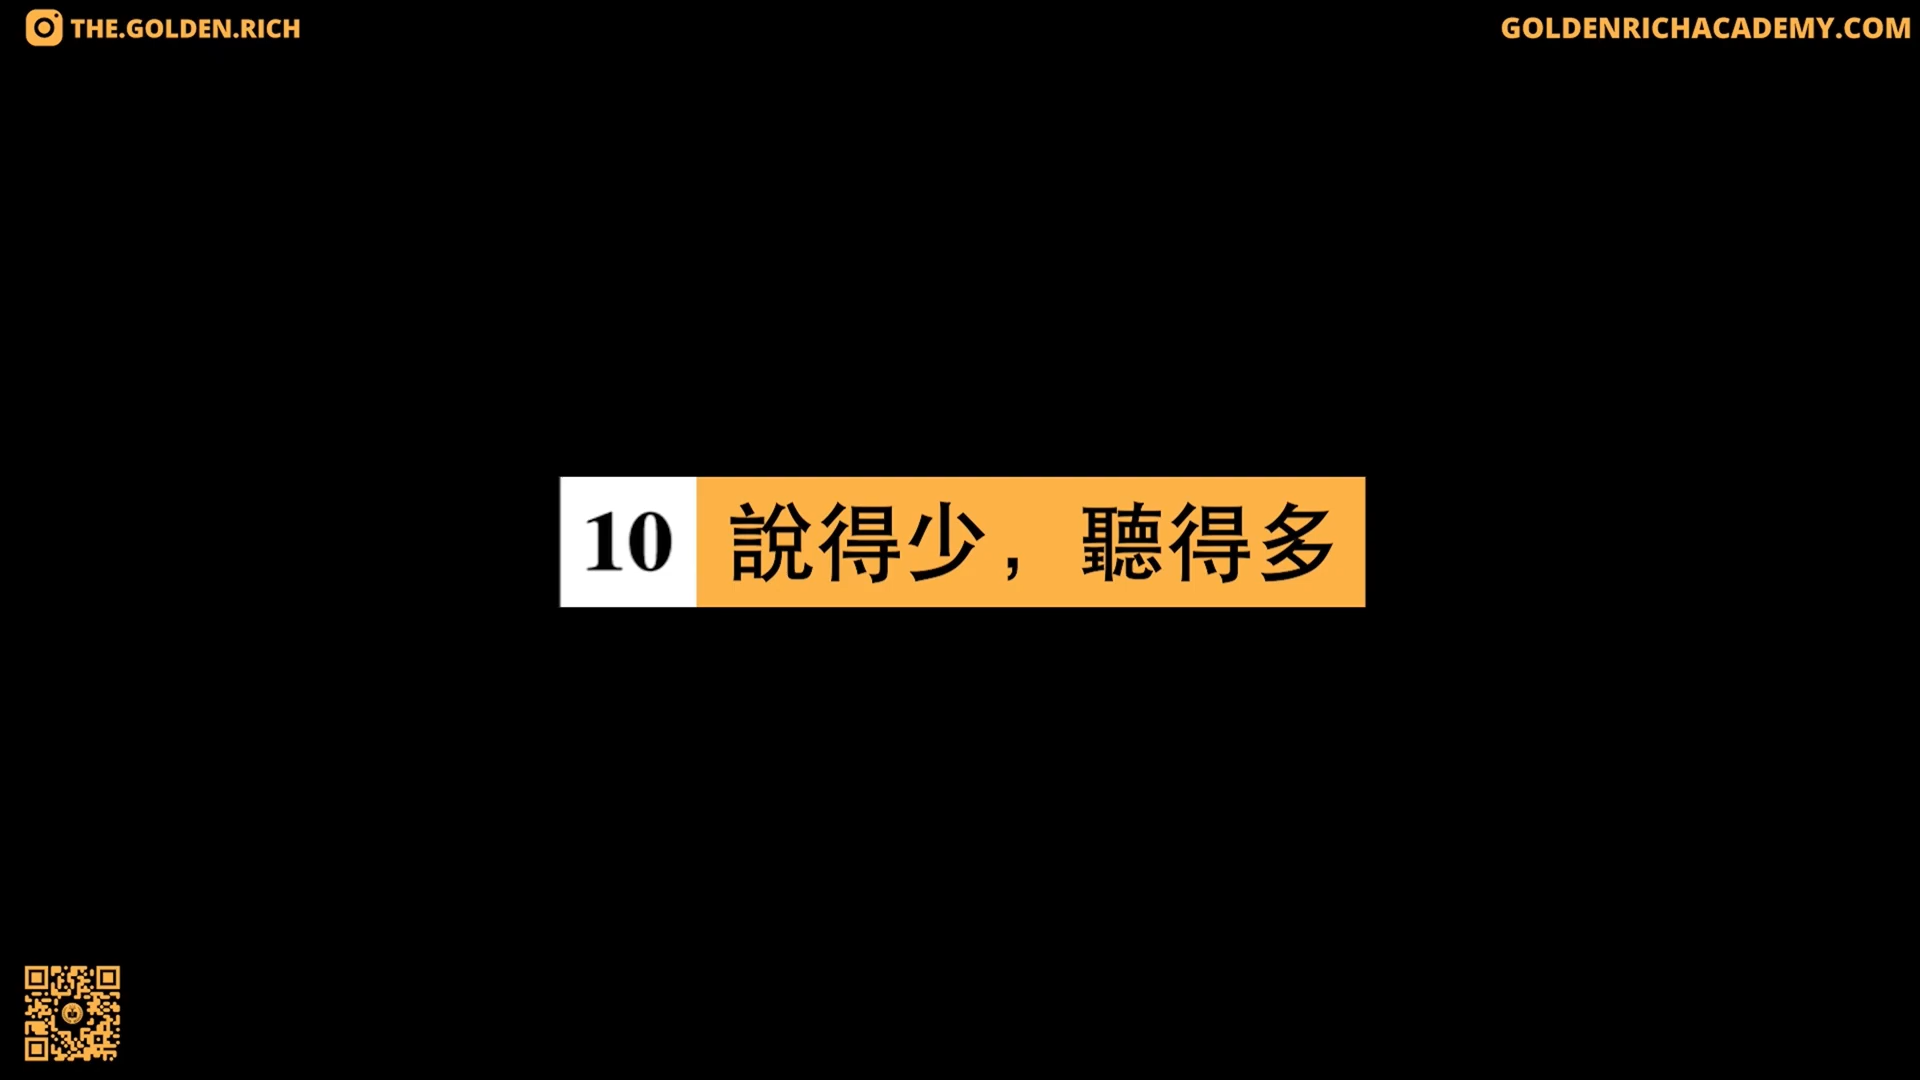 THE.GOLDEN.RICH
GOLDENRICHACADEMY.COM
10 說得少，聽得多